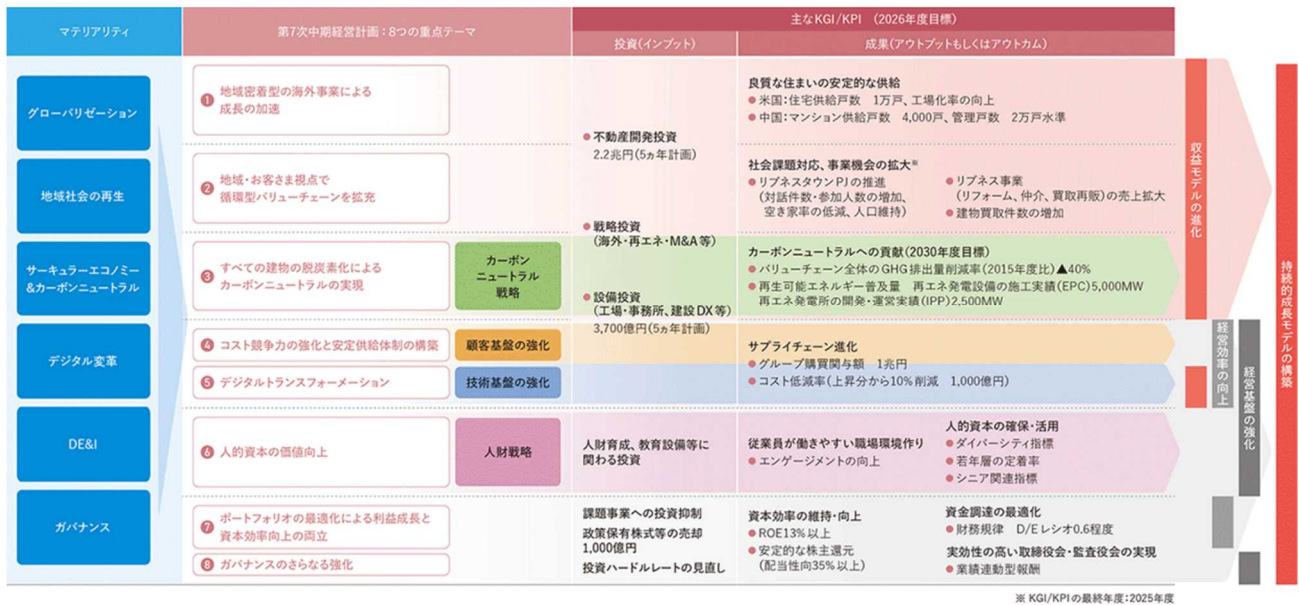 マテリアリティ
第7次中期経営計画：8つの重点テーマ
主なKGI/KPI （2026年度目標）
投資（インプット）
成果（アウトプットもしくはアウトカム）
グローバリゼーション
地域社会の再生
サーキュラーエコノミー
&カーボンニュートラル
デジタル変革
DE&I
ガバナンス
1 地域密着型の海外事業による
成長の加速
2 地域・お客さま視点で
循環型バリューチェーンを拡充
3 すべての建物の脱炭素化による
カーボンニュートラルの実現
カーボン
ニュートラル
戦略
4 コスト競争力の強化と安定供給体制の構築
顧客基盤の強化
5 デジタルトランスフォーメーション
技術基盤の強化
6 人的資本の価値向上
人財戦略
7 ポートフォリオの最適化による利益成長と
資本効率向上の両立
8 ガバナンスのさらなる強化
●不動産開発投資
2.2兆円（5ヵ年計画）
●戦略投資
（海外・再エネ・M&A等）
●設備投資
（工場・事務所、建設DX等）
3,700億円（5ヵ年計画）
人財育成、教育設備等に
関わる投資
課題事業への投資抑制
政策保有株式等の売却
1,000億円
投資ハードルレートの見直し
良質な住まいの安定的な供給
●米国：住宅供給戸数 1万戸、工場化率の向上
●中国：マンション供給戸数 4,000戸、管理戸数 2万戸水準
社会課題対応、事業機会の拡大※
●リブネスタウンPJの推進
（対話件数・参加人数の増加、
空き家率の低減、人口維持）
●リブネス事業
（リフォーム、仲介、買取再販）の売上拡大
●建物買取件数の増加
カーボンニュートラルへの貢献（2030年度目標）
●バリューチェーン全体のGHG排出量削減率（2015年度比）▲40%
●再生可能エネルギー普及量 再エネ発電設備の施工実績（EPC）5,000MW
再エネ発電所の開発・運営実績（IPP）2,500MW
サプライチェーン進化
●グループ購買関与額 1兆円
●コスト低減率（上昇分から10%削減 1,000億円）
従業員が働きやすい職場環境作り
●エンゲージメントの向上
人的資本の確保・活用
●ダイバーシティ指標
●若年層の定着率
●シニア関連指標
資本効率の維持・向上
●ROE13%以上
●安定的な株主還元
（配当性向35%以上）
資金調達の最適化
●財務規律 D/Eレシオ0.6程度
実効性の高い取締役会・監査役会の実現
●業績連動型報酬
収益モデルの進化
経営効率の向上
経営基盤の強化
持続的成長モデルの構築
※ KGI/KPIの最終年度：2025年度